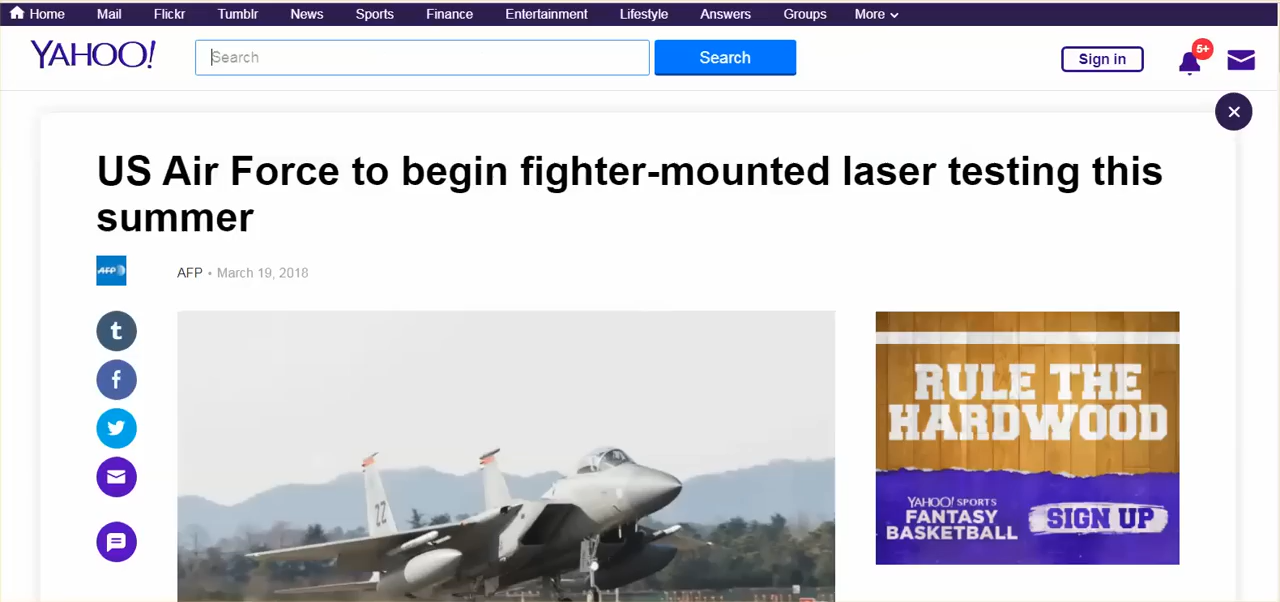 Home Mail Flickr Tumblr News Sports Finance Entertainment Lifestyle Answers Groups More
YAHOO! Search Search Sign in 5+
US Air Force to begin fighter-mounted laser testing this
summer
AFP AFP • March 19, 2018
t
f
ZZ
RULE THE
HARDWOOD
YAHOO! SPORTS
FANTASY
BASKETBALL
SIGN UP